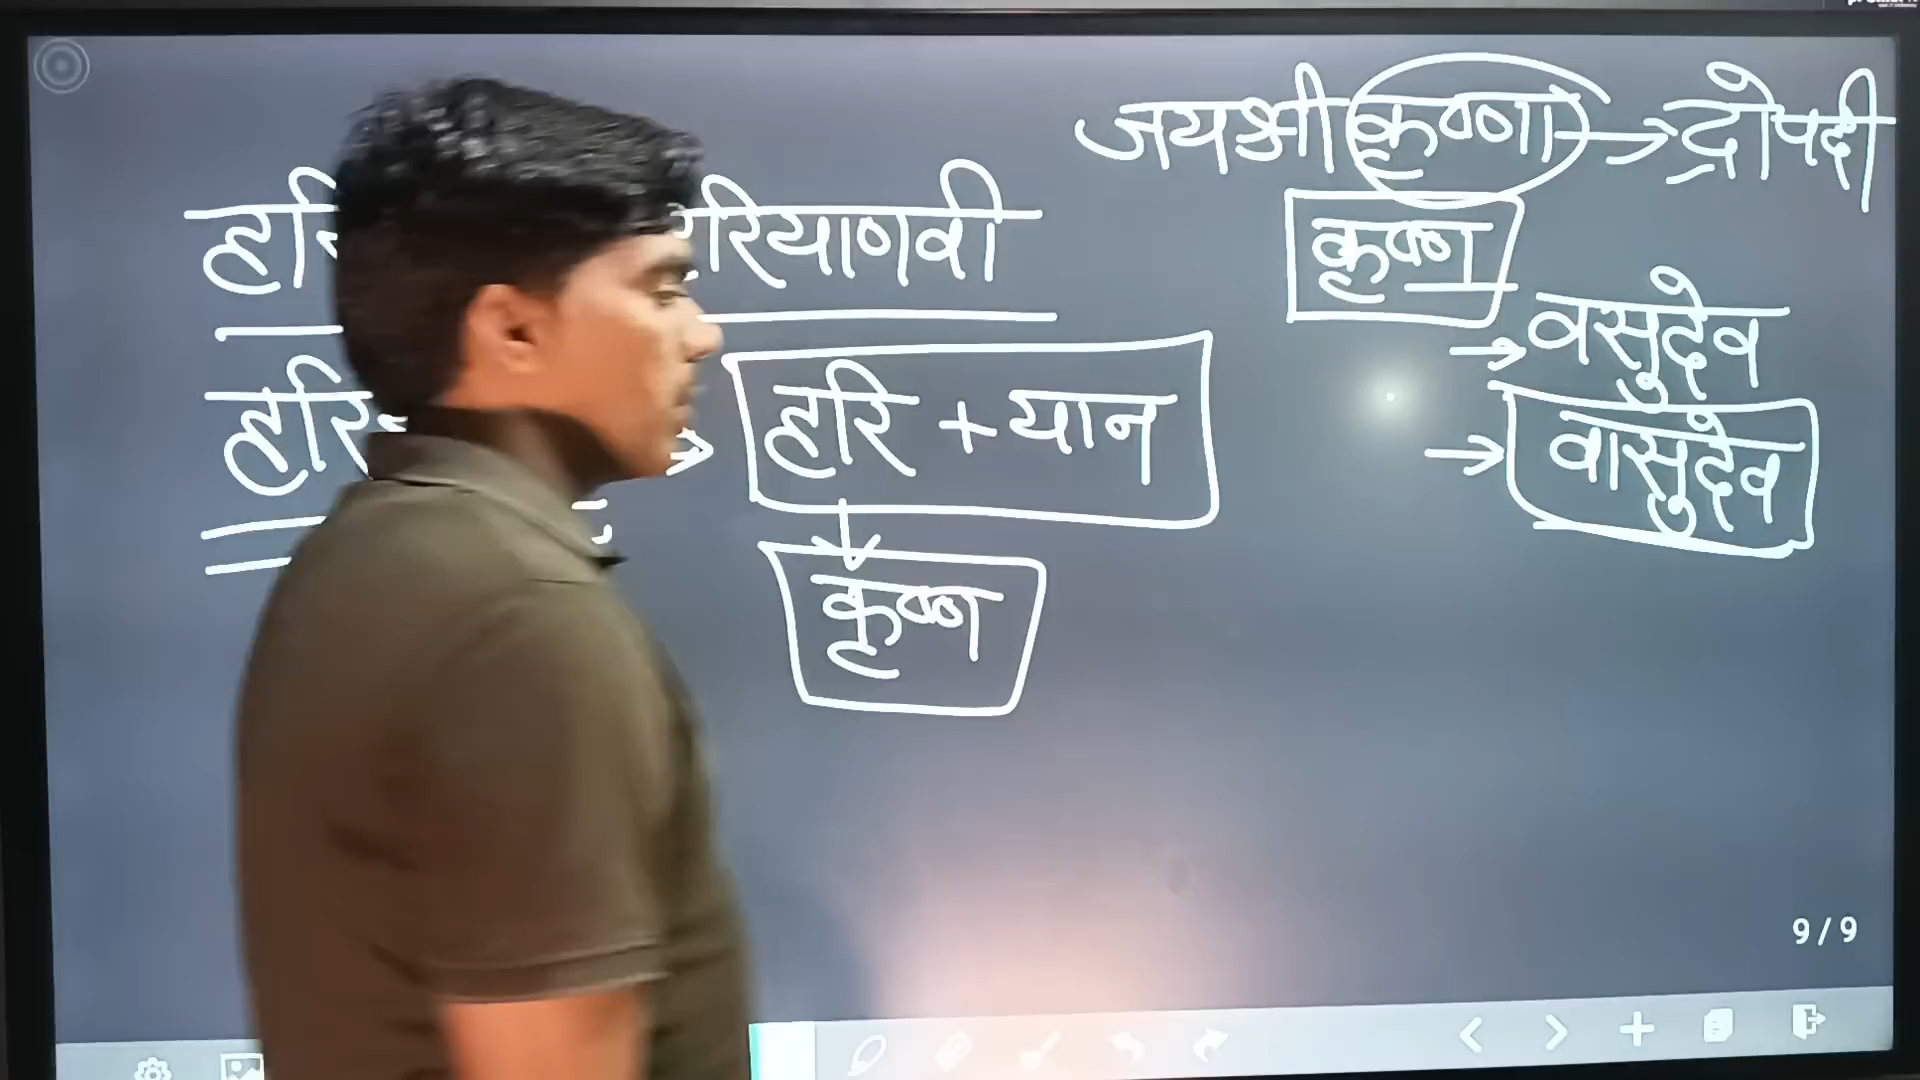 जयश्री कृष्णा → द्रोपदी
हरियाणवी
कृष्ण
→ वसुदेव
हरि + यान
→ वासुदेव
कृष्ण
9 / 9